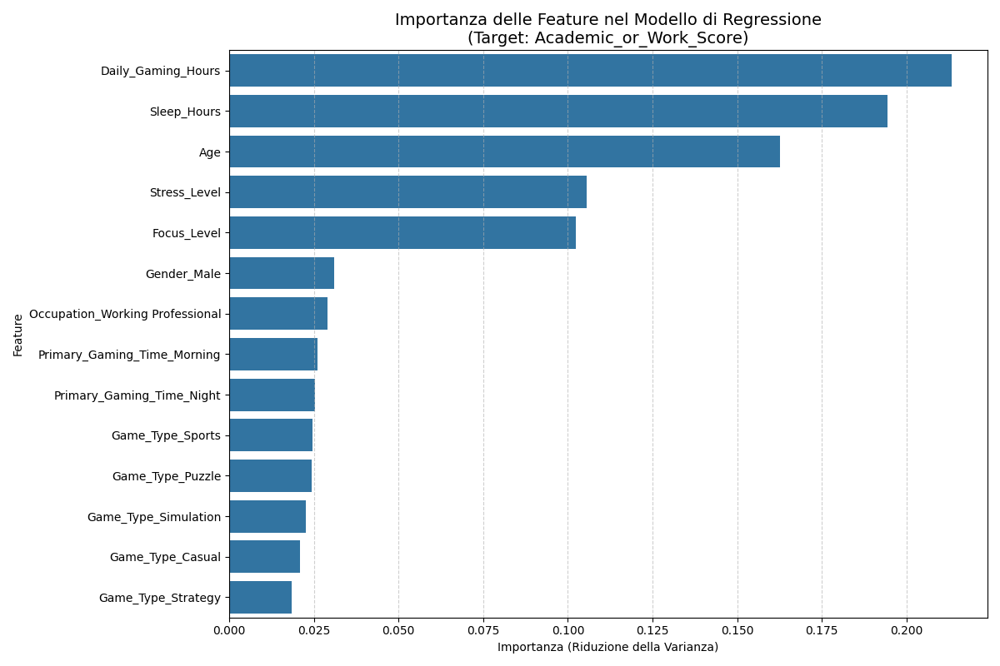 Importanza delle Feature nel Modello di Regressione
(Target: Academic_or_Work_Score)
Feature
Daily_Gaming_Hours
Sleep_Hours
Age
Stress_Level
Focus_Level
Gender_Male
Occupation_Working Professional
Primary_Gaming_Time_Morning
Primary_Gaming_Time_Night
Game_Type_Sports
Game_Type_Puzzle
Game_Type_Simulation
Game_Type_Casual
Game_Type_Strategy
0.000 0.025 0.050 0.075 0.100 0.125 0.150 0.175 0.200
Importanza (Riduzione della Varianza)